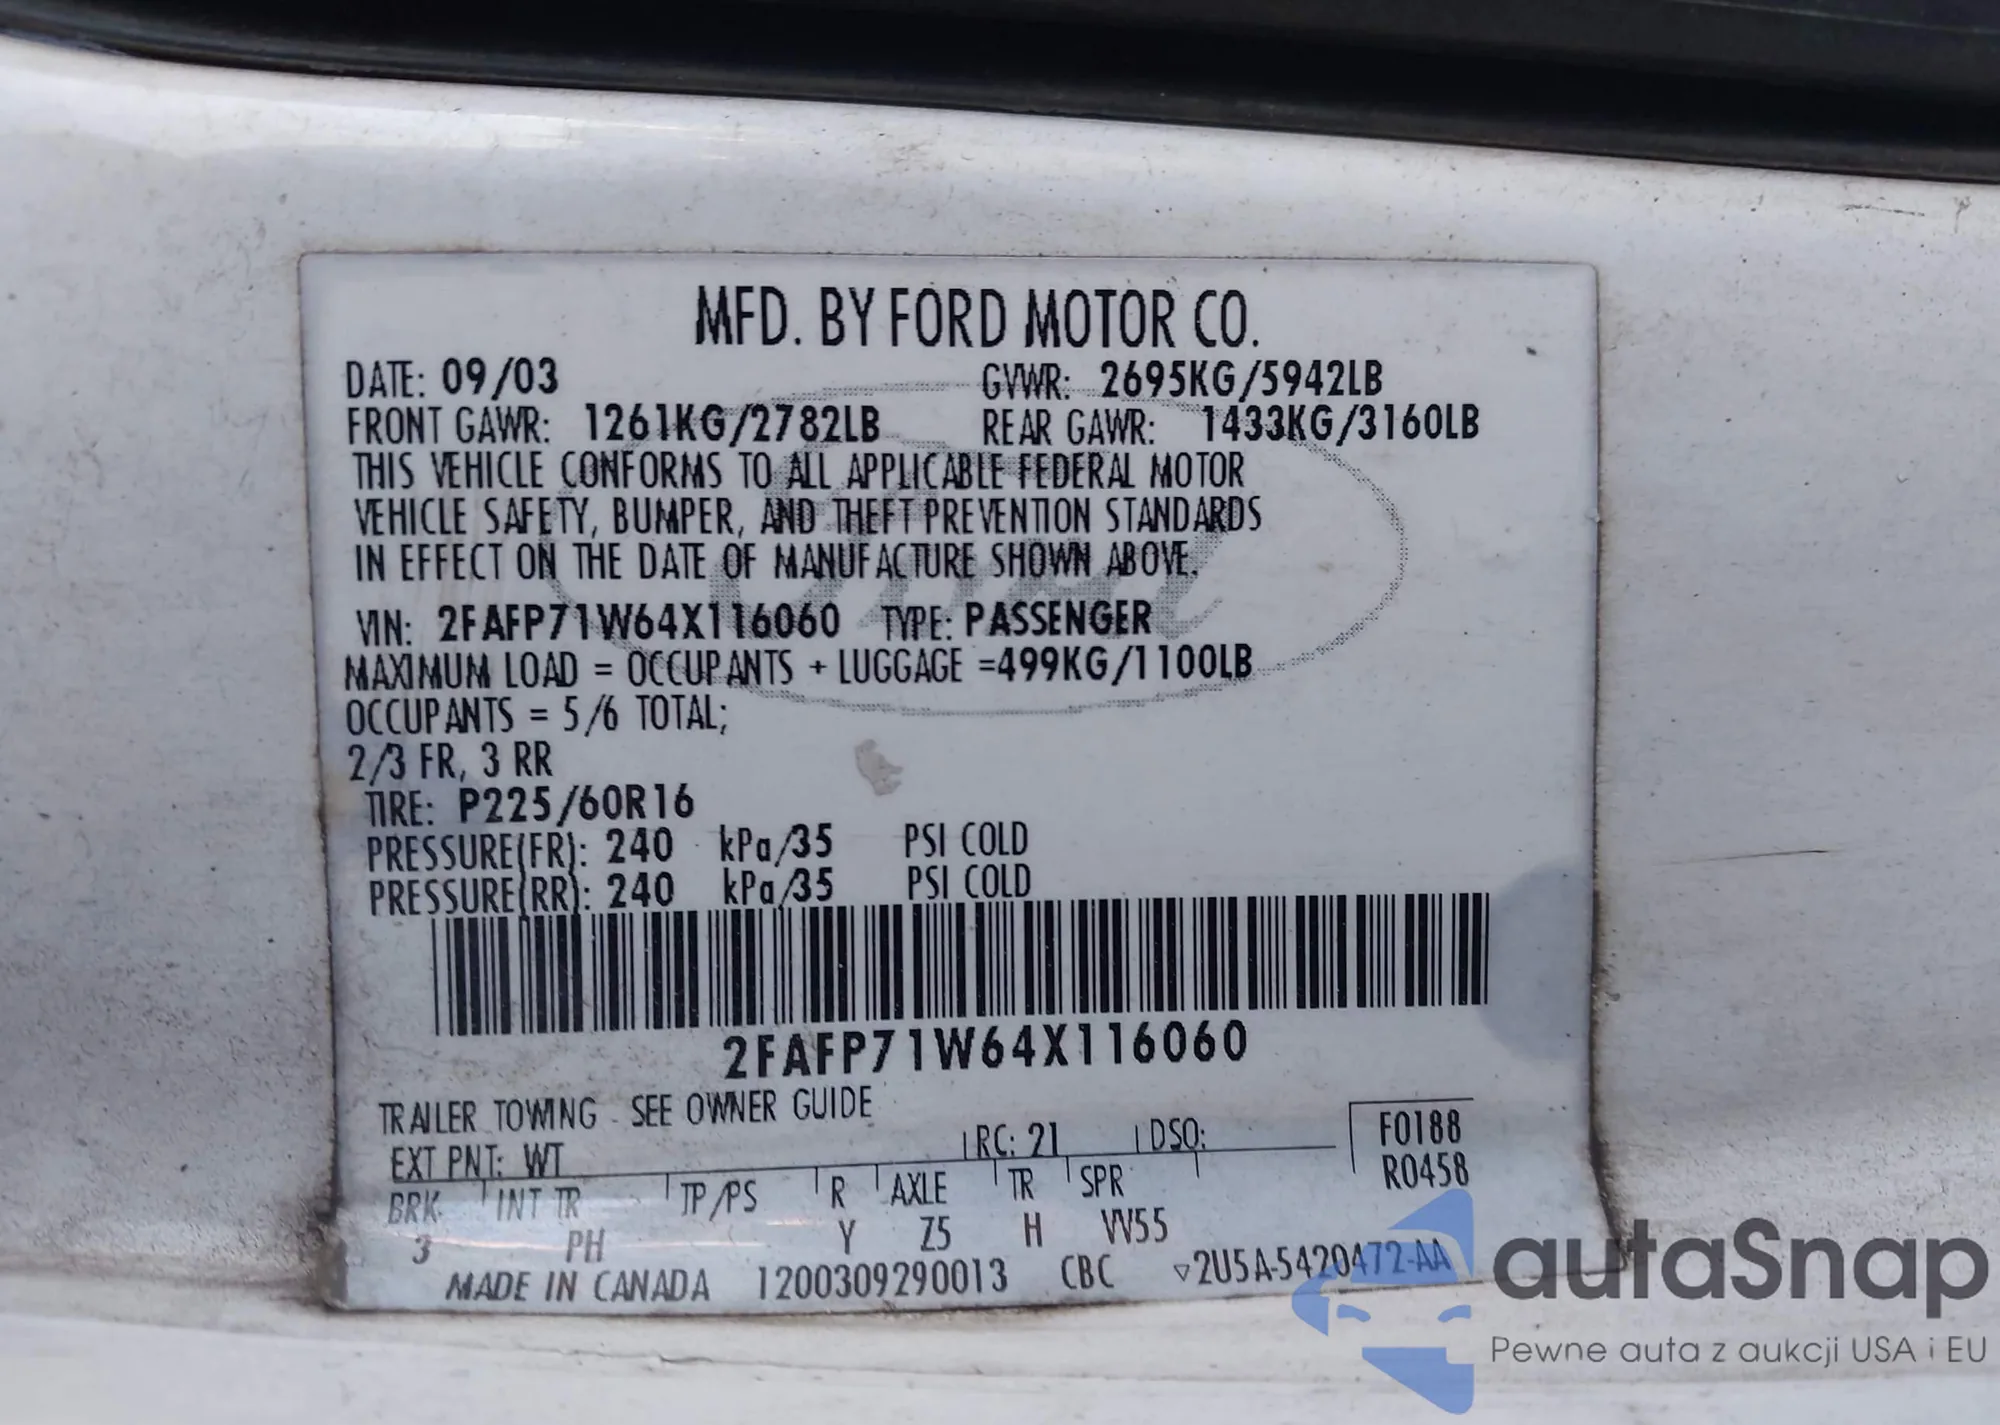 MFD. BY FORD MOTOR CO.
DATE: 09/03 GVWR: 2695KG/5942LB
FRONT GAWR: 1261KG/2782LB REAR GAWR: 1433KG/3160LB
THIS VEHICLE CONFORMS TO ALL APPLICABLE FEDERAL MOTOR
VEHICLE SAFETY, BUMPER, AND THEFT PREVENTION STANDARDS
IN EFFECT ON THE DATE OF MANUFACTURE SHOWN ABOVE.
VIN: 2FAFP71W64X116060 TYPE: PASSENGER
MAXIMUM LOAD = OCCUPANTS + LUGGAGE =499KG/1100LB
OCCUPANTS = 5/6 TOTAL;
2/3 FR, 3 RR
TIRE: P225/60R16
PRESSURE(FR): 240 kPa/35 PSI COLD
PRESSURE(RR): 240 kPa/35 PSI COLD
2FAFP71W64X116060
TRAILER TOWING - SEE OWNER GUIDE
EXT PNT: WT RC: 21 DSO: F0188
R0458
BRK INT TR TP/PS R AXLE TR SPR
3 PH Y Z5 H VV55
MADE IN CANADA 1200309290013 CBC ▽2U5A-5420472-AA
Ford
autaSnap
Pewne auta z aukcji USA i EU